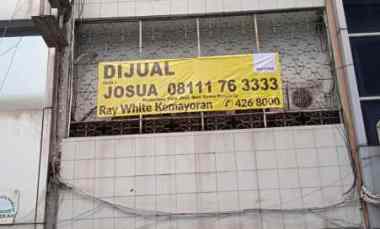 DIJUAL
JOSUA 08111 76 3333
Ray White Kemayoran 426 8000